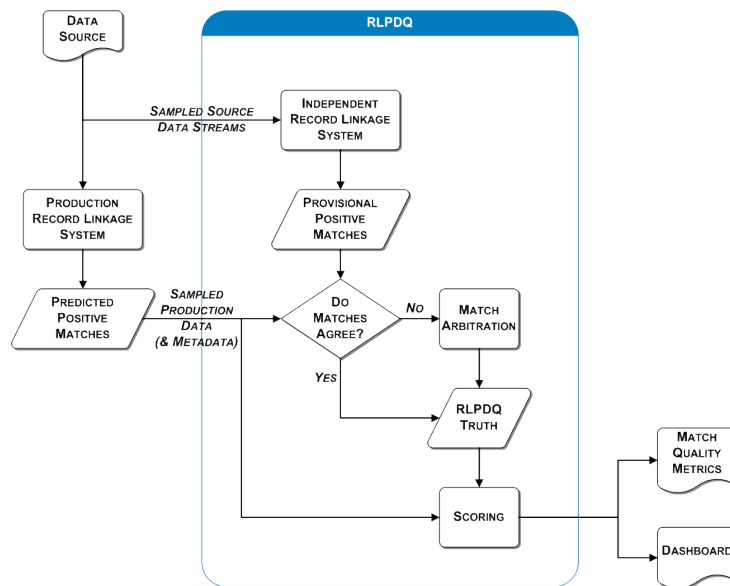 DATA
SOURCE
RLPDQ
SAMPLED SOURCE
DATA STREAMS
INDEPENDENT
RECORD LINKAGE
SYSTEM
PRODUCTION
RECORD LINKAGE
SYSTEM
PROVISIONAL
POSITIVE
MATCHES
PREDICTED
POSITIVE
MATCHES
SAMPLED
PRODUCTION
DATA
(& METADATA)
DO
MATCHES
AGREE?
NO
MATCH
ARBITRATION
YES
RLPDQ
TRUTH
SCORING
MATCH
QUALITY
METRICS
DASHBOARD